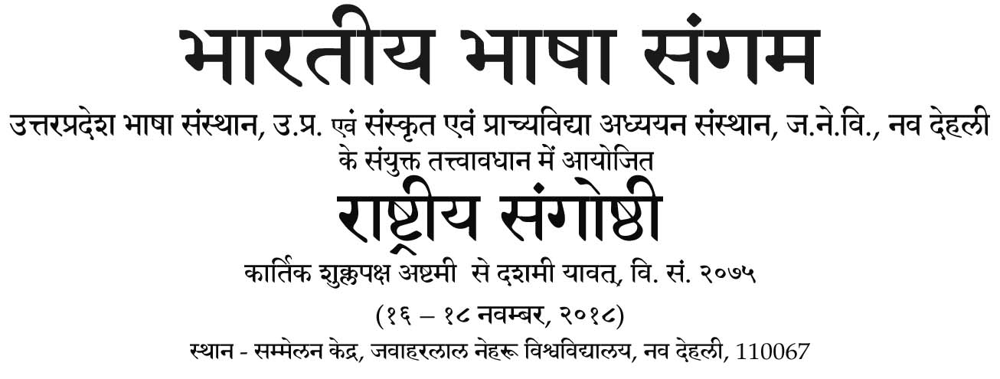 भारतीय भाषा संगम
उत्तरप्रदेश भाषा संस्थान, उ.प्र. एवं संस्कृत एवं प्राच्यविद्या अध्ययन संस्थान, ज.ने.वि., नव देहली
के संयुक्त तत्त्वावधान में आयोजित
राष्ट्रीय संगोष्ठी
कार्तिक शुक्लपक्ष अष्टमी से दशमी यावत्, वि. सं. २०७५
(१६ – १८ नवम्बर, २०१८)
स्थान - सम्मेलन केद्र, जवाहरलाल नेहरू विश्वविद्यालय, नव देहली, 110067